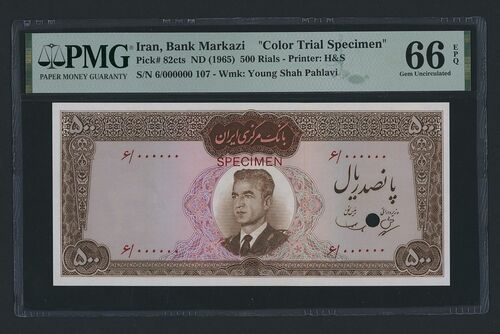 PMG
PAPER MONEY GUARANTY
Iran, Bank Markazi "Color Trial Specimen"
Pick# 82cts ND (1965) 500 Rials - Printer: H&S
S/N 6/000000 107 - Wmk: Young Shah Pahlavi
66 EPQ
Gem Uncirculated
۵۰۰ ۵۰۰
بانک مرکزی ایران
SPECIMEN
۶/۰۰۰۰۰۰ ۶/۰۰۰۰۰۰
پانصد ریال
۶/۰۰۰۰۰۰ ۶/۰۰۰۰۰۰
۵۰۰ ۵۰۰